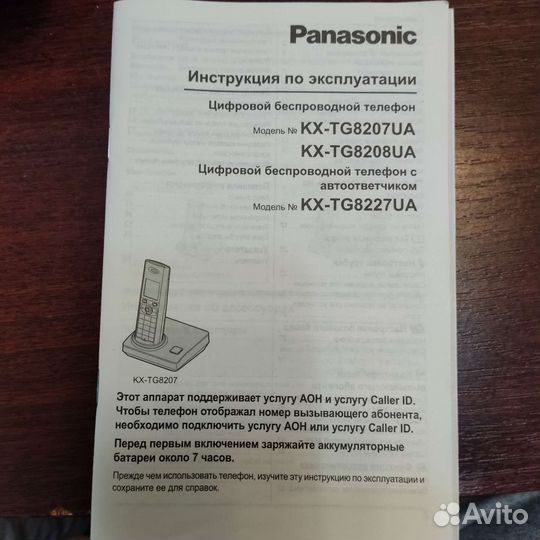 Panasonic
Инструкция по эксплуатации
Цифровой беспроводной телефон
Модель № KX-TG8207UA
KX-TG8208UA
Цифровой беспроводной телефон с
автоответчиком
Модель № KX-TG8227UA
KX-TG8207
Этот аппарат поддерживает услугу АОН и услугу Caller ID.
Чтобы телефон отображал номер вызывающего абонента,
необходимо подключить услугу АОН или услугу Caller ID.
Перед первым включением заряжайте аккумуляторные
батареи около 7 часов.
Прежде чем использовать телефон, изучите эту инструкцию по эксплуатации и
сохраните ее для справок.
Avito